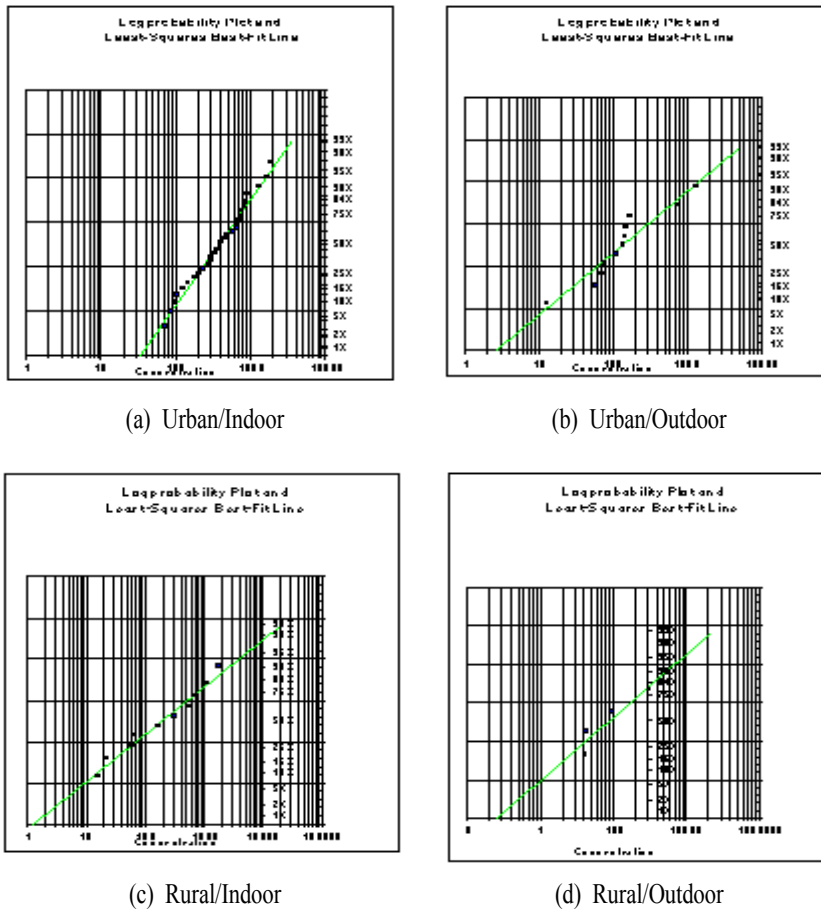 Logprobability Plot and
Least-Squares Best-Fit Line
99%
98%
95%
90%
84%
75%
50%
25%
16%
10%
5%
2%
1%
1 10 100 1000 10000
Concentration
(a) Urban/Indoor
Logprobability Plot and
Least-Squares Best-Fit Line
99%
98%
95%
90%
84%
75%
50%
25%
16%
10%
5%
2%
1%
1 10 100 1000 10000
Concentration
(b) Urban/Outdoor
Logprobability Plot and
Least-Squares Best-Fit Line
1 10 100 1000 10000 100000
Concentration
(c) Rural/Indoor
Logprobability Plot and
Least-Squares Best-Fit Line
0 1 100 10000 1000000
Concentration
(d) Rural/Outdoor